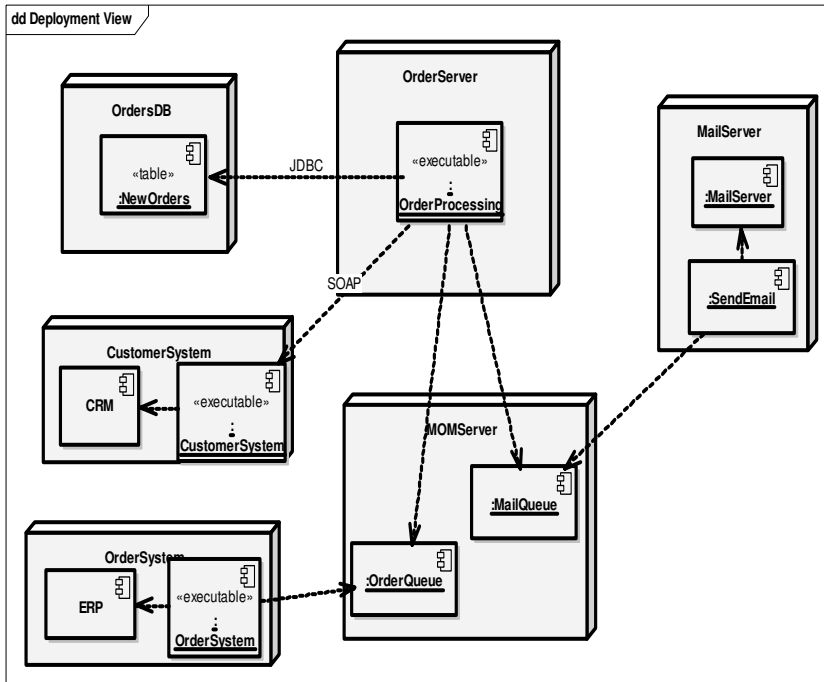 dd Deployment View
OrdersDB
«table»
:NewOrders
JDBC
OrderServer
«executable»
:
OrderProcessing
MailServer
:MailServer
:SendEmail
SOAP
CustomerSystem
CRM
«executable»
:
CustomerSystem
MOMServer
:MailQueue
:OrderQueue
OrderSystem
ERP
«executable»
:
OrderSystem